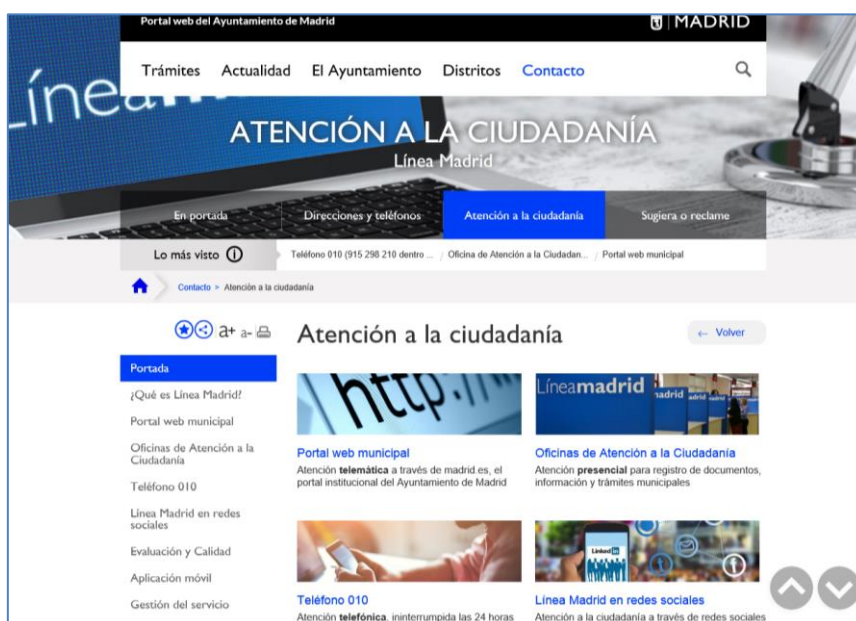 Portal web del Ayuntamiento de Madrid
MADRID
Trámites Actualidad El Ayuntamiento Distritos Contacto
ATENCIÓN A LA CIUDADANÍA
Línea Madrid
En portada Direcciones y teléfonos Atención a la ciudadanía Sugiera o reclame
Lo más visto Teléfono 010 (915 298 210 dentro ... / Oficina de Atención a la Ciudadan... / Portal web municipal
Contacto > Atención a la ciudadanía
a+ a-
Atención a la ciudadanía
← Volver
Portada
¿Qué es Línea Madrid?
Portal web municipal
Oficinas de Atención a la
Ciudadanía
Teléfono 010
Línea Madrid en redes
sociales
Evaluación y Calidad
Aplicación móvil
Gestión del servicio
http://
Portal web municipal
Atención telemática a través de madrid.es, el
portal institucional del Ayuntamiento de Madrid
Líneamadrid
madrid
adrid
Oficinas de Atención a la Ciudadanía
Atención presencial para registro de documentos,
información y trámites municipales
Teléfono 010
Atención telefónica, ininterrumpida las 24 horas
Linked in
Línea Madrid en redes sociales
Atención a la ciudadanía a través de redes sociales